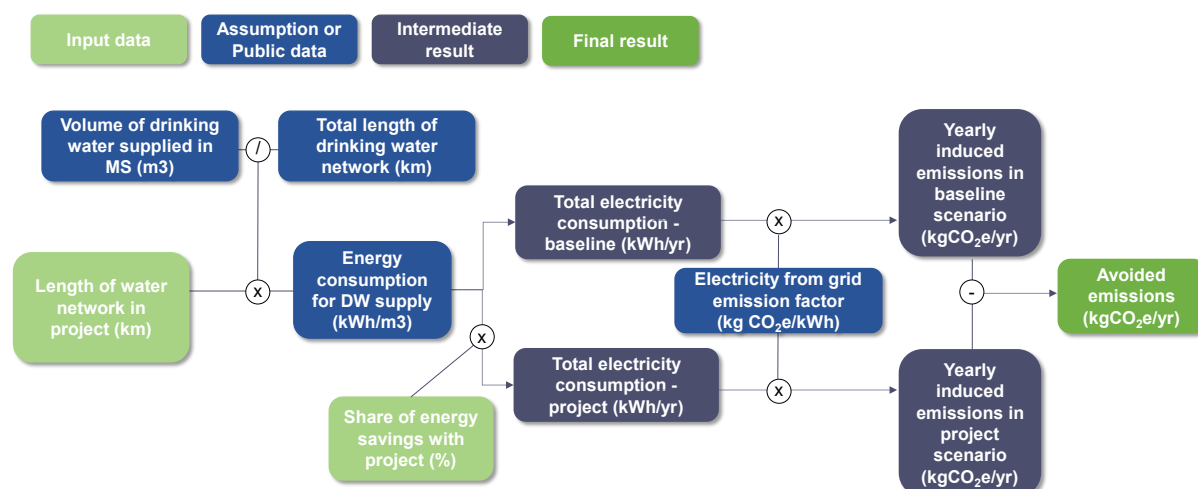 Input data
Assumption or
Public data
Intermediate
result
Final result
Volume of drinking
water supplied in
MS (m3)
/
Total length of
drinking water
network (km)
Length of water
network in
project (km)
x
Energy
consumption
for DW supply
(kWh/m3)
x
Share of energy
savings with
project (%)
Total electricity
consumption -
baseline (kWh/yr)
x
Electricity from grid
emission factor
(kg CO₂e/kWh)
Total electricity
consumption -
project (kWh/yr)
x
Yearly
induced
emissions in
baseline
scenario
(kgCO₂e/yr)
-
Avoided
emissions
(kgCO₂e/yr)
Yearly
induced
emissions in
project
scenario
(kgCO₂e/yr)